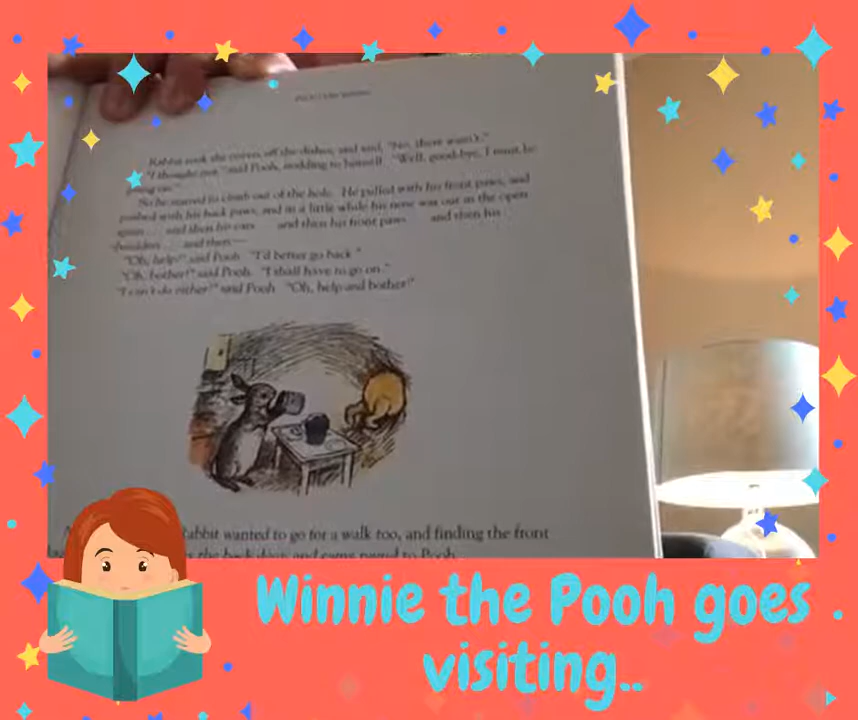 Rabbit took the covers off the dishes, and said, "No, there wasn't."
"I thought not," said Pooh, nodding to himself. "Well, good-bye. I must be
going on."
So he started to climb out of the hole. He pulled with his front paws, and
pushed with his back paws, and in a little while his nose was out in the open
again ... and then his ears ... and then his front paws ... and then his
shoulders ... and then—
"Oh, help!" said Pooh. "I'd better go back."
"Oh, bother!" said Pooh. "I shall have to go on."
"I can't do either!" said Pooh. "Oh, help and bother!"
Rabbit wanted to go for a walk too, and finding the front
the back door, and came round to Pooh
Winnie the Pooh goes
visiting..